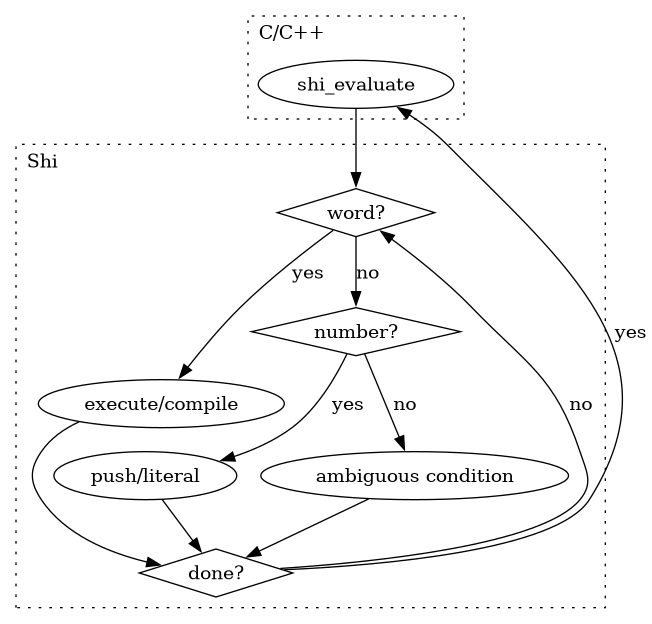 C/C++
shi_evaluate
Shi
word?
yes
no
number?
yes
execute/compile
yes
no
no
push/literal
ambiguous condition
done?